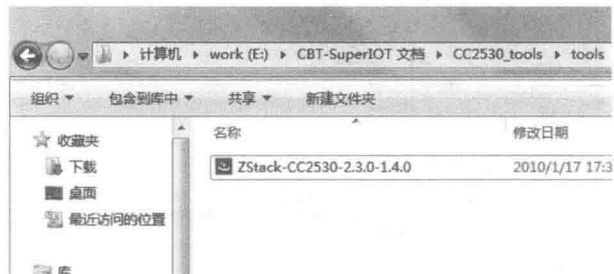 计算机 ▸ work (E:) ▸ CBT-SuperIOT 文档 ▸ CC2530_tools ▸ tools
组织 包含到库中 共享 新建文件夹
名称 修改日期
收藏夹
ZStack-CC2530-2.3.0-1.4.0 2010/1/17 17:3
下载
桌面
最近访问的位置
库